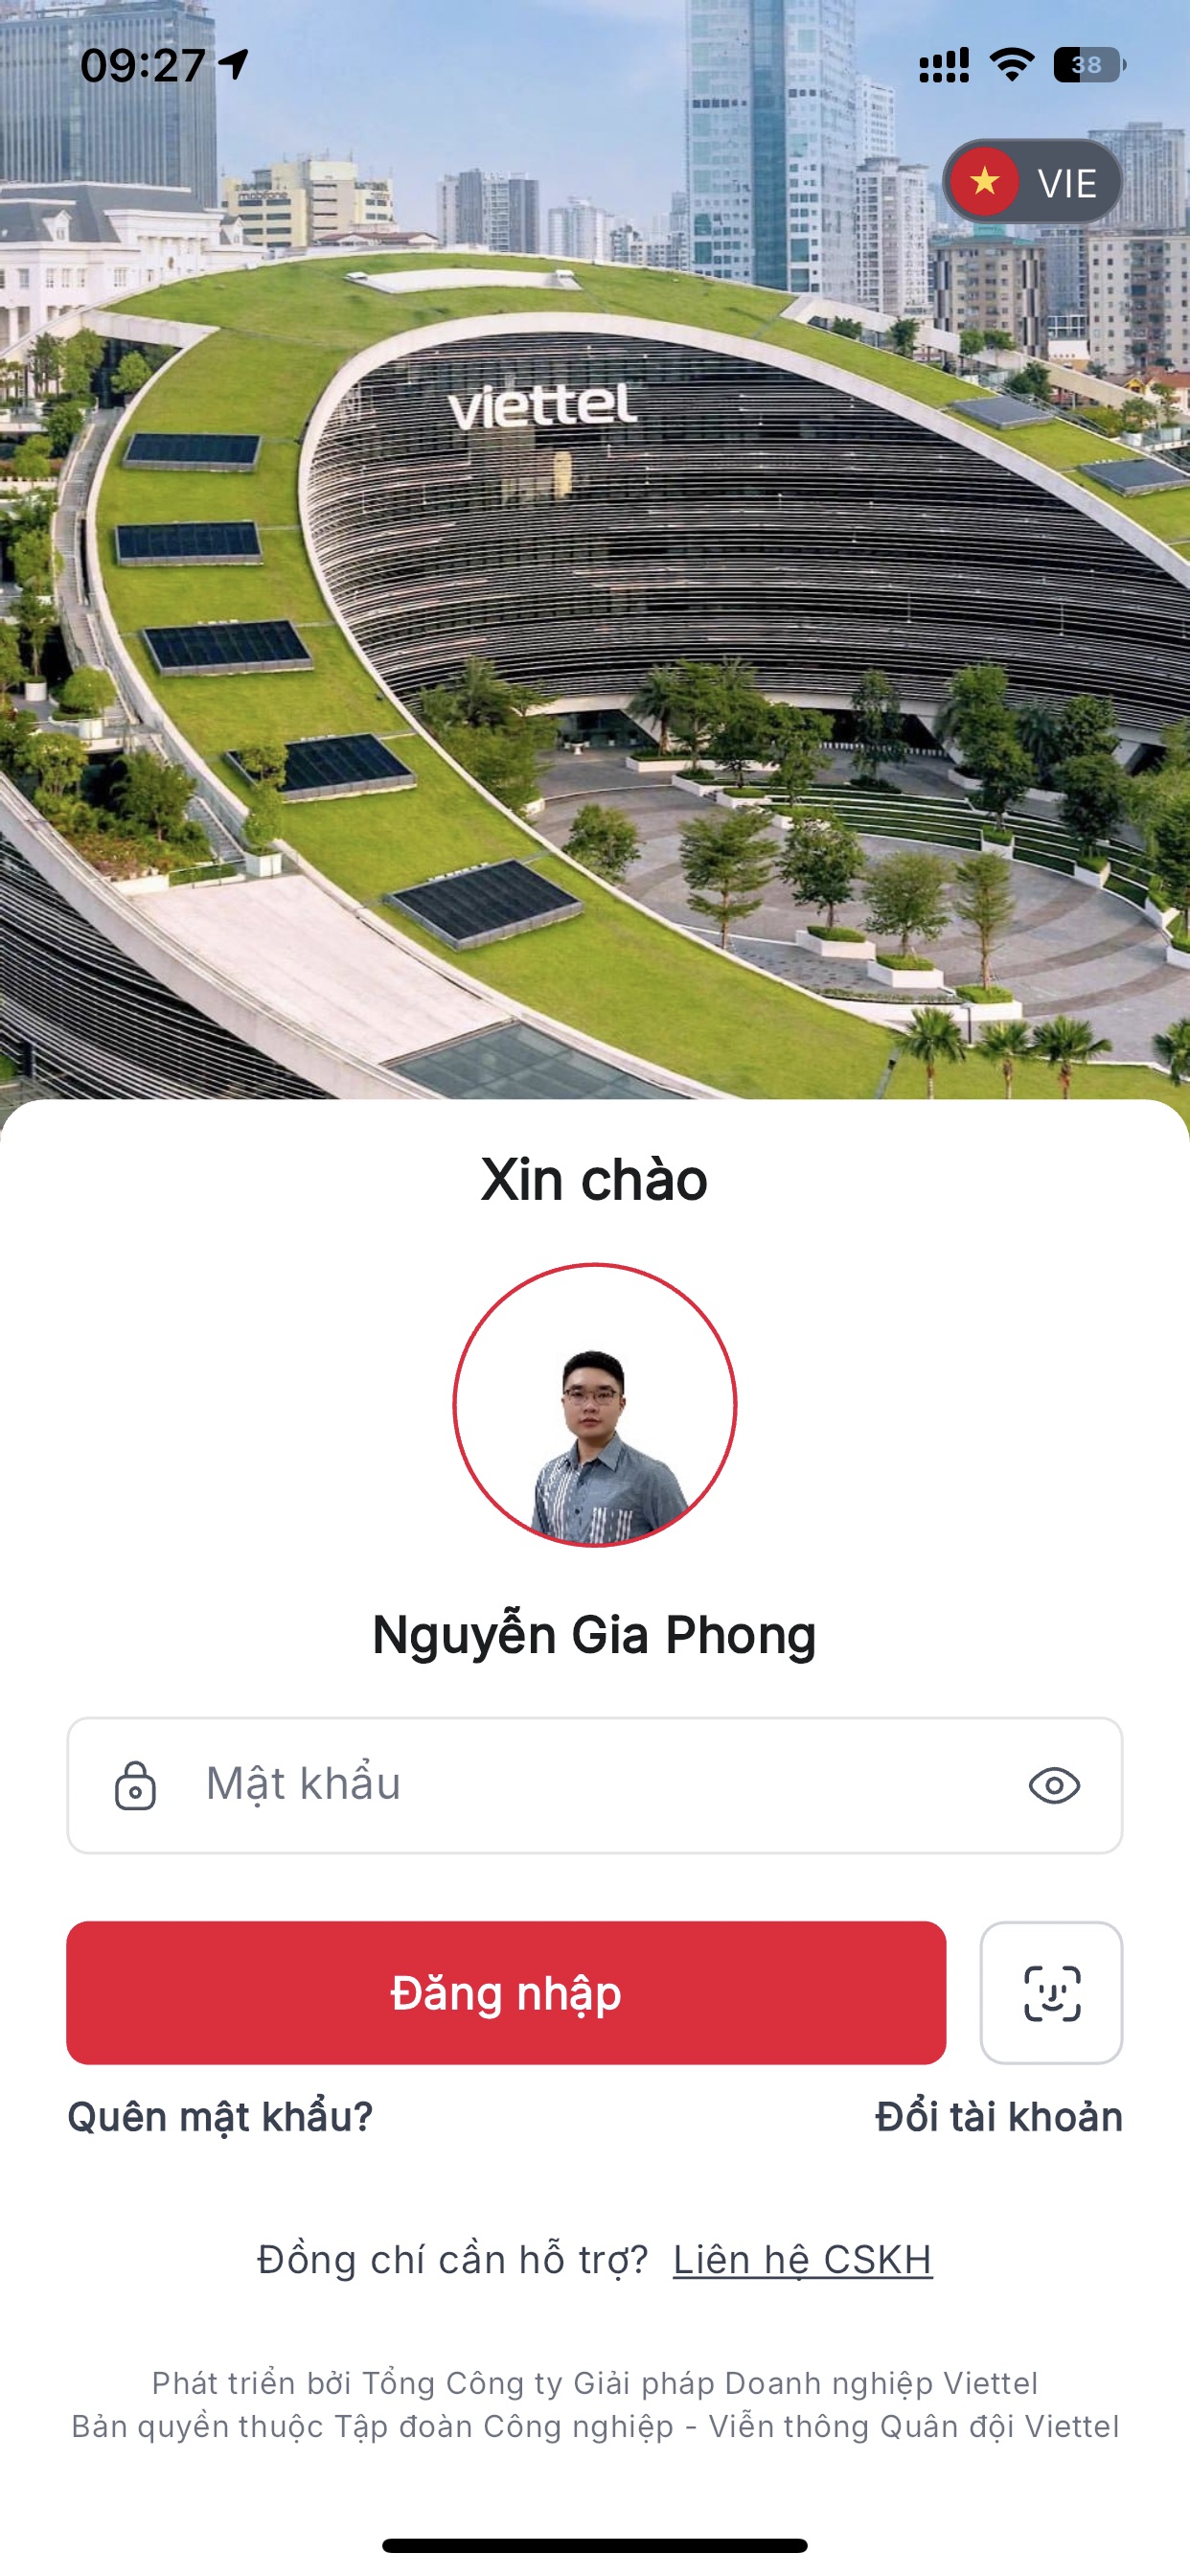 09:27
38
VIE
mobifone
viettel
Xin chào
Nguyễn Gia Phong
Mật khẩu
Đăng nhập
Quên mật khẩu?
Đổi tài khoản
Đồng chí cần hỗ trợ? Liên hệ CSKH
Phát triển bởi Tổng Công ty Giải pháp Doanh nghiệp Viettel
Bản quyền thuộc Tập đoàn Công nghiệp - Viễn thông Quân đội Viettel